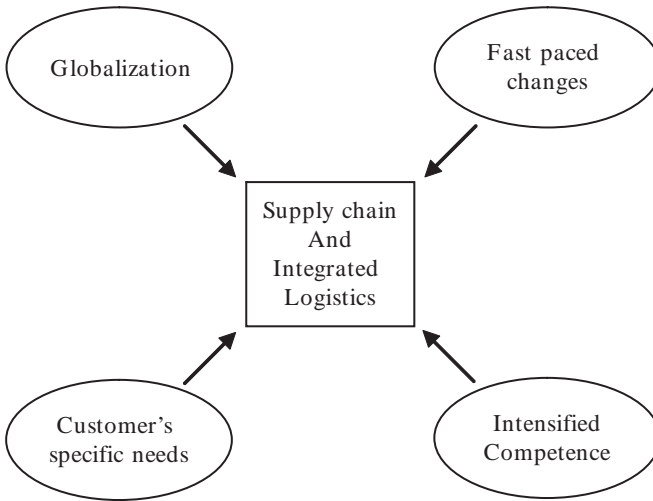 Globalization
Fast paced
changes
Supply chain
And
Integrated
Logistics
Customer's
specific needs
Intensified
Competence